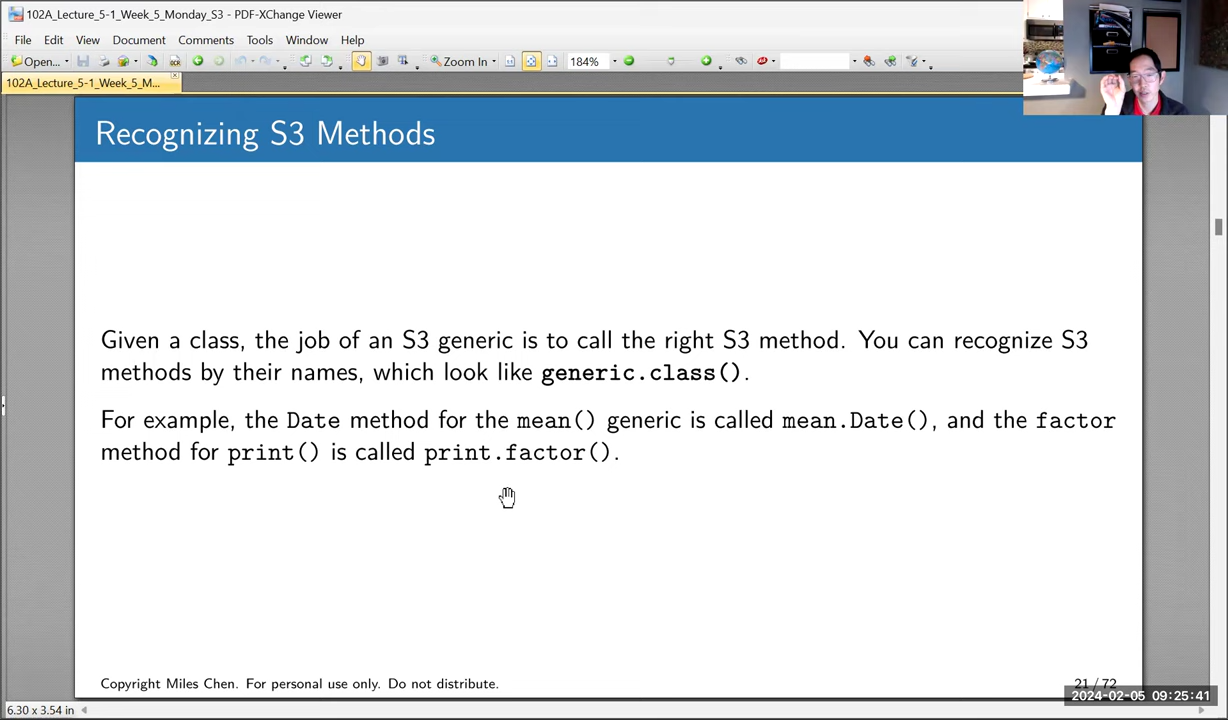 102A_Lecture_5-1_Week_5_Monday_S3 - PDF-XChange Viewer
File Edit View Document Comments Tools Window Help
Open... OCR Zoom In 184%
102A_Lecture_5-1_Week_5_M...
Recognizing S3 Methods
Given a class, the job of an S3 generic is to call the right S3 method. You can recognize S3
methods by their names, which look like generic.class().
For example, the Date method for the mean() generic is called mean.Date(), and the factor
method for print() is called print.factor().
Copyright Miles Chen. For personal use only. Do not distribute.
21 / 72
2024-02-05 09:25:41
6.30 x 3.54 in